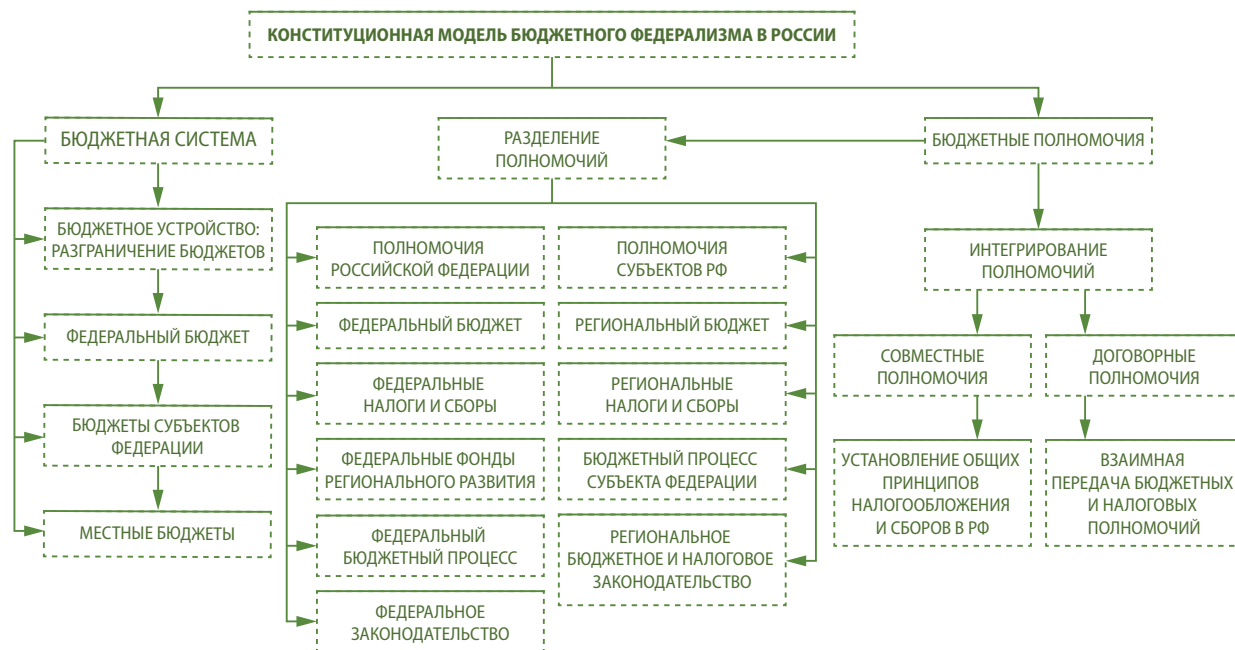 КОНСТИТУЦИОННАЯ МОДЕЛЬ БЮДЖЕТНОГО ФЕДЕРАЛИЗМА В РОССИИ
БЮДЖЕТНАЯ СИСТЕМА
РАЗДЕЛЕНИЕ
ПОЛНОМОЧИЙ
БЮДЖЕТНЫЕ ПОЛНОМОЧИЯ
БЮДЖЕТНОЕ УСТРОЙСТВО:
РАЗГРАНИЧЕНИЕ БЮДЖЕТОВ
ФЕДЕРАЛЬНЫЙ БЮДЖЕТ
БЮДЖЕТЫ СУБЪЕКТОВ
ФЕДЕРАЦИИ
МЕСТНЫЕ БЮДЖЕТЫ
ПОЛНОМОЧИЯ
РОССИЙСКОЙ ФЕДЕРАЦИИ
ФЕДЕРАЛЬНЫЙ БЮДЖЕТ
ФЕДЕРАЛЬНЫЕ
НАЛОГИ И СБОРЫ
ФЕДЕРАЛЬНЫЕ ФОНДЫ
РЕГИОНАЛЬНОГО РАЗВИТИЯ
ФЕДЕРАЛЬНЫЙ
БЮДЖЕТНЫЙ ПРОЦЕСС
ФЕДЕРАЛЬНОЕ
ЗАКОНОДАТЕЛЬСТВО
ПОЛНОМОЧИЯ
СУБЪЕКТОВ РФ
РЕГИОНАЛЬНЫЙ БЮДЖЕТ
РЕГИОНАЛЬНЫЕ
НАЛОГИ И СБОРЫ
БЮДЖЕТНЫЙ ПРОЦЕСС
СУБЪЕКТА ФЕДЕРАЦИИ
РЕГИОНАЛЬНОЕ
БЮДЖЕТНОЕ И НАЛОГОВОЕ
ЗАКОНОДАТЕЛЬСТВО
ИНТЕГРИРОВАНИЕ
ПОЛНОМОЧИЙ
СОВМЕСТНЫЕ
ПОЛНОМОЧИЯ
ДОГОВОРНЫЕ
ПОЛНОМОЧИЯ
УСТАНОВЛЕНИЕ ОБЩИХ
ПРИНЦИПОВ
НАЛОГООБЛОЖЕНИЯ
И СБОРОВ В РФ
ВЗАИМНАЯ
ПЕРЕДАЧА БЮДЖЕТНЫХ
И НАЛОГОВЫХ
ПОЛНОМОЧИЙ